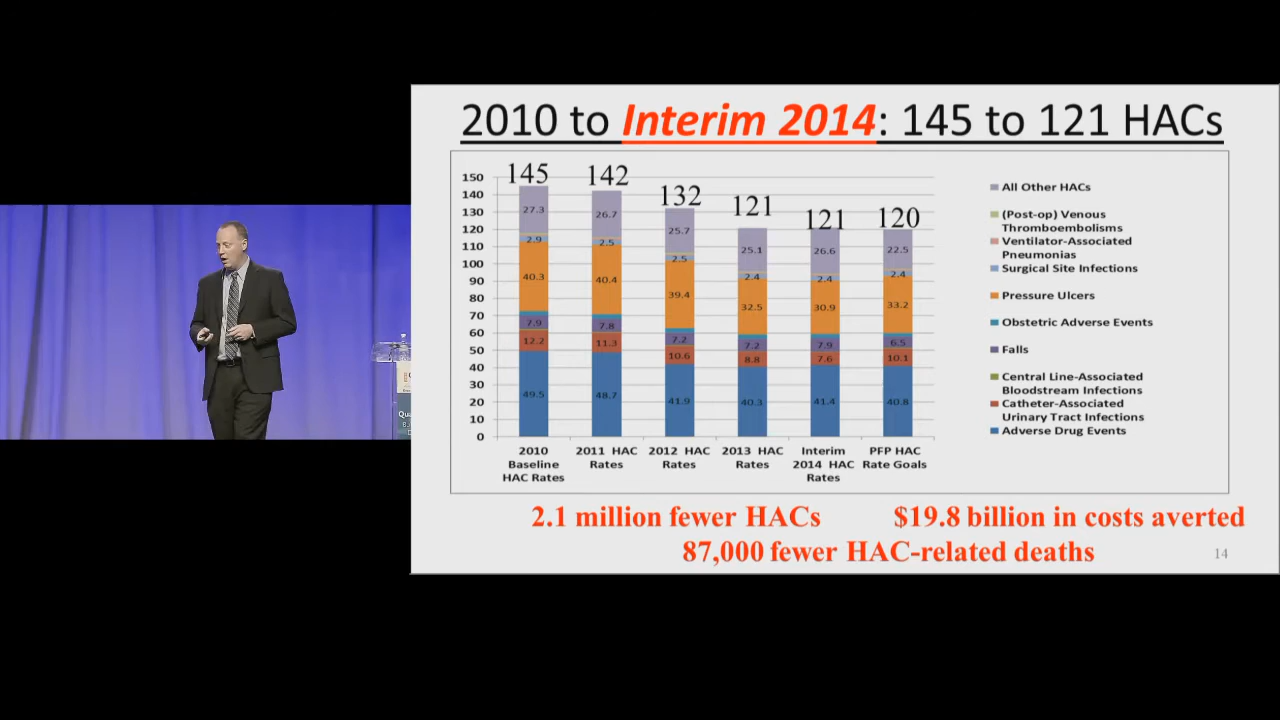 2010 to Interim 2014: 145 to 121 HACs
145
142
132
121
121
120
150
140
130
120
110
100
90
80
70
60
50
40
30
20
10
0
27.3
2.9
40.3
7.9
12.2
49.5
26.7
2.5
40.4
7.8
11.3
48.7
25.7
2.5
39.4
7.2
10.6
41.9
25.1
2.4
32.5
7.2
8.8
40.3
26.6
2.4
30.9
7.9
7.6
41.4
22.5
2.4
33.2
6.5
10.1
40.8
2010
Baseline
HAC Rates
2011 HAC
Rates
2012 HAC
Rates
2013 HAC
Rates
Interim
2014 HAC
Rates
PFP HAC
Rate Goals
All Other HACs
(Post-op) Venous
Thromboembolisms
Ventilator-Associated
Pneumonias
Surgical Site Infections
Pressure Ulcers
Obstetric Adverse Events
Falls
Central Line-Associated
Bloodstream Infections
Catheter-Associated
Urinary Tract Infections
Adverse Drug Events
2.1 million fewer HACs
$19.8 billion in costs averted
87,000 fewer HAC-related deaths
14